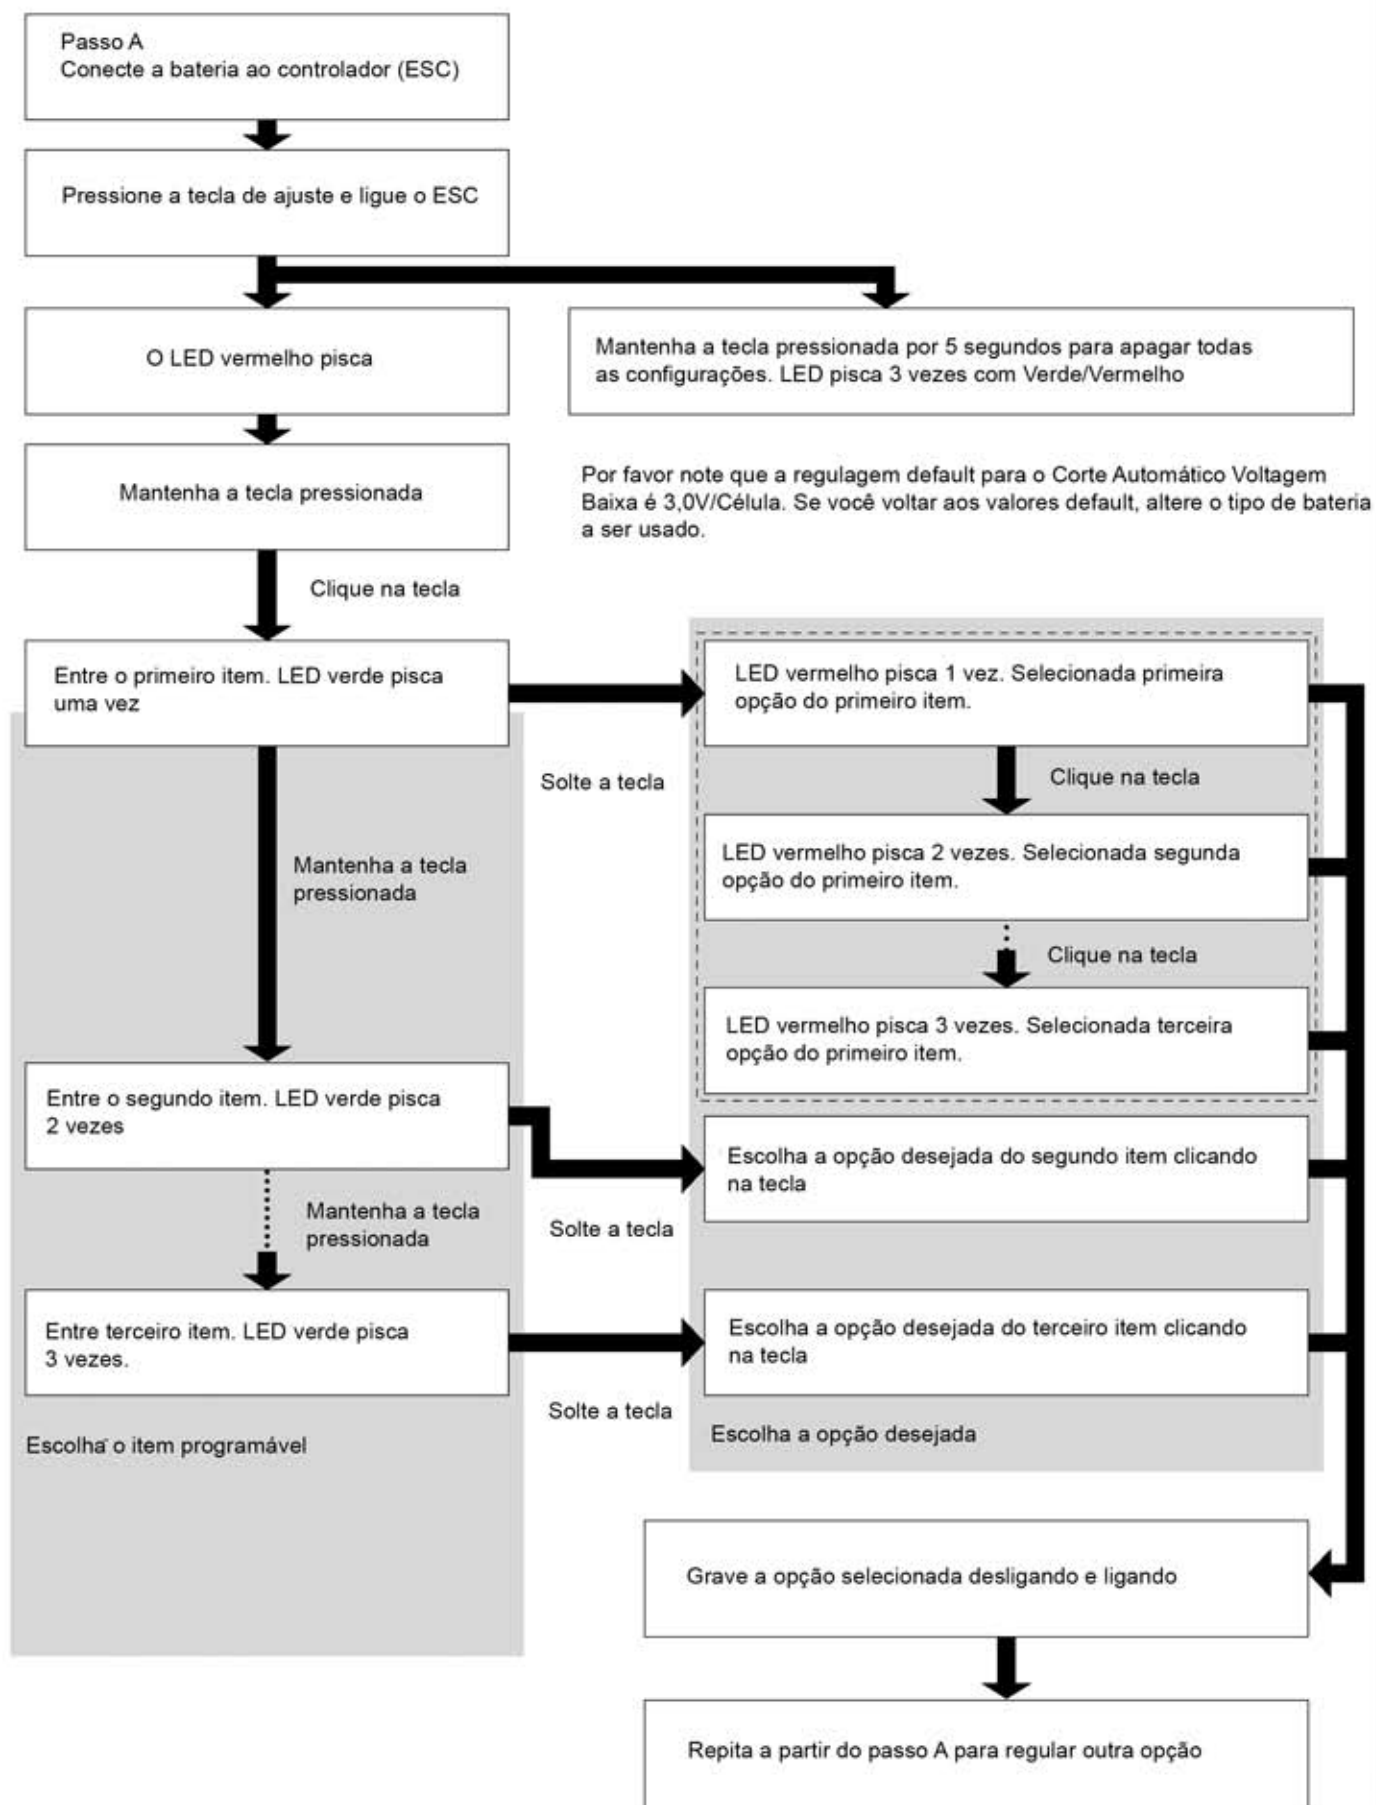 Passo A
Conecte a bateria ao controlador (ESC)
Pressione a tecla de ajuste e ligue o ESC
O LED vermelho pisca
Mantenha a tecla pressionada por 5 segundos para apagar todas
as configurações. LED pisca 3 vezes com Verde/Vermelho
Mantenha a tecla pressionada
Por favor note que a regulagem default para o Corte Automático Voltagem
Baixa é 3,0V/Célula. Se você voltar aos valores default, altere o tipo de bateria
a ser usado.
Clique na tecla
Entre o primeiro item. LED verde pisca
uma vez
Solte a tecla
LED vermelho pisca 1 vez. Selecionada primeira
opção do primeiro item.
Clique na tecla
LED vermelho pisca 2 vezes. Selecionada segunda
opção do primeiro item.
Clique na tecla
LED vermelho pisca 3 vezes. Selecionada terceira
opção do primeiro item.
Mantenha a tecla
pressionada
Entre o segundo item. LED verde pisca
2 vezes
Solte a tecla
Escolha a opção desejada do segundo item clicando
na tecla
Mantenha a tecla
pressionada
Entre terceiro item. LED verde pisca
3 vezes.
Solte a tecla
Escolha a opção desejada do terceiro item clicando
na tecla
Escolha o item programável
Escolha a opção desejada
Grave a opção selecionada desligando e ligando
Repita a partir do passo A para regular outra opção